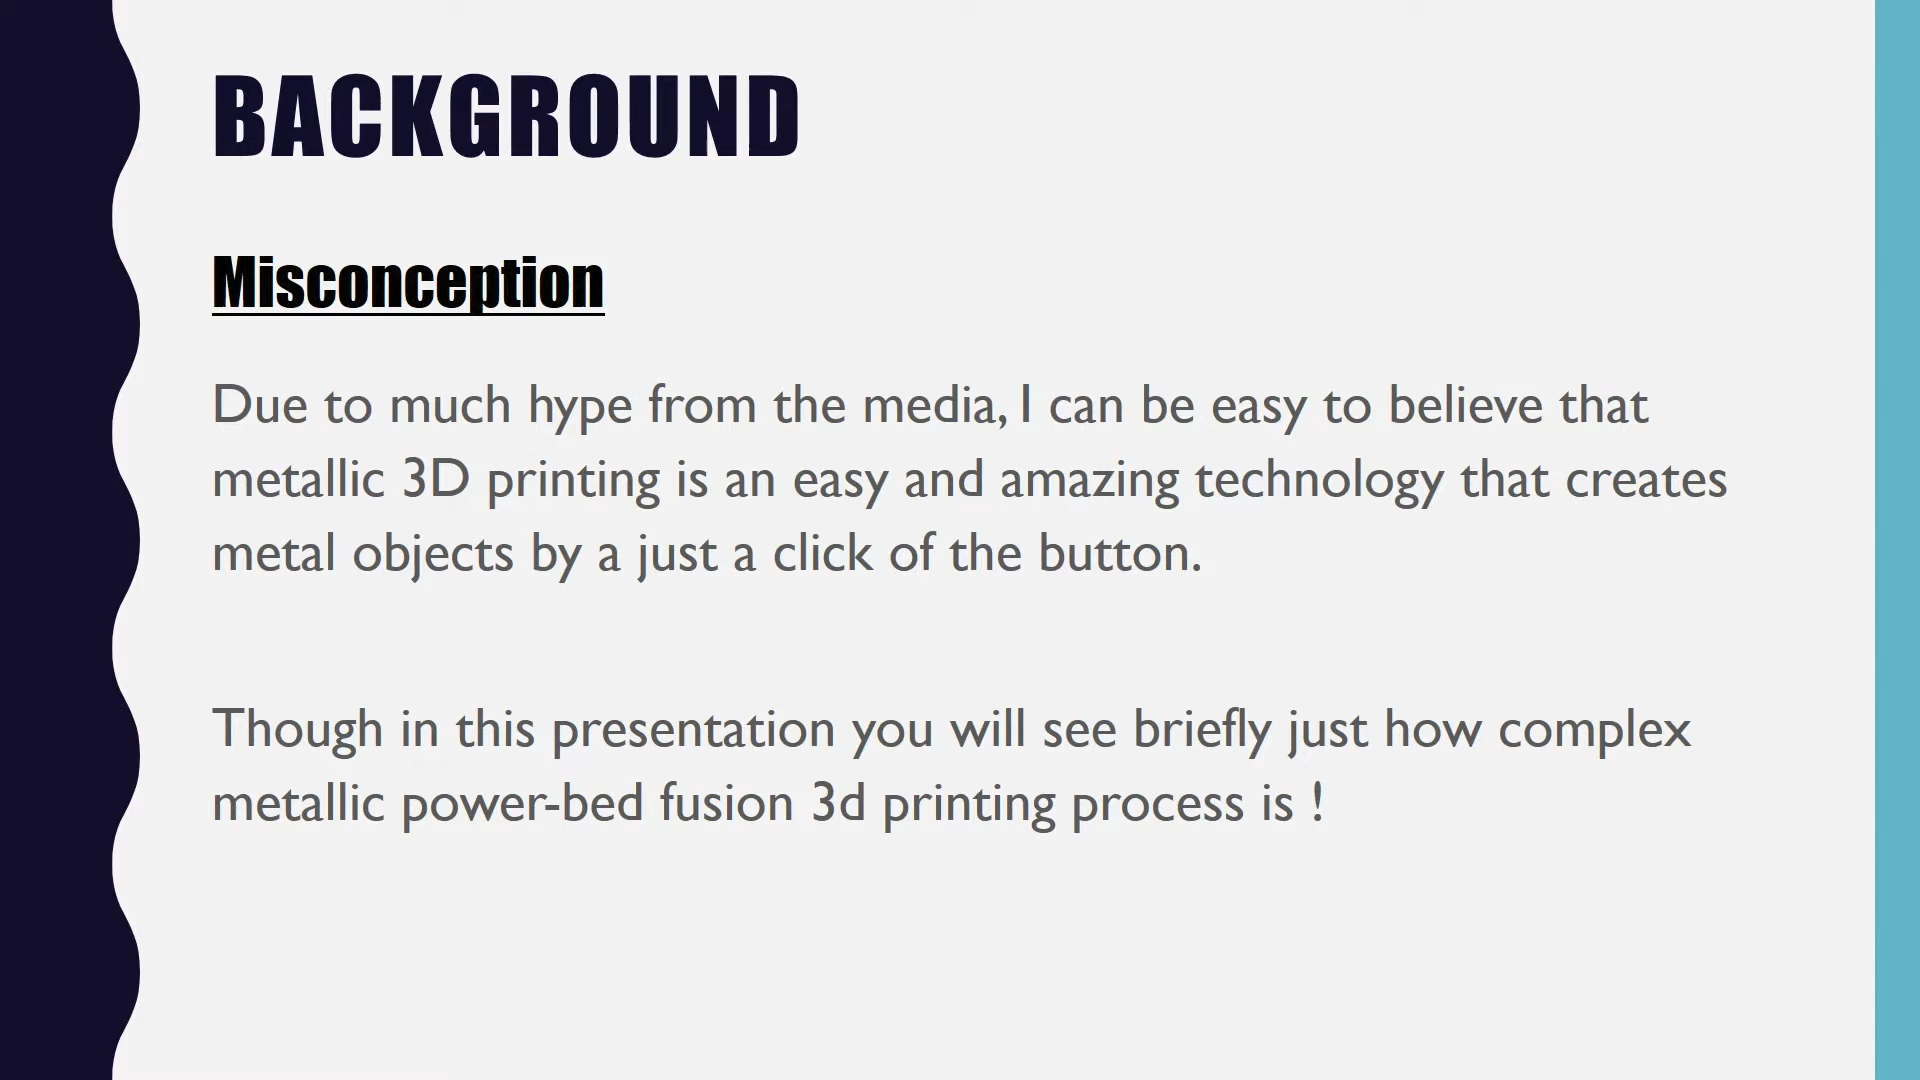 BACKGROUND
Misconception
Due to much hype from the media, I can be easy to believe that
metallic 3D printing is an easy and amazing technology that creates
metal objects by a just a click of the button.
Though in this presentation you will see briefly just how complex
metallic power-bed fusion 3d printing process is !